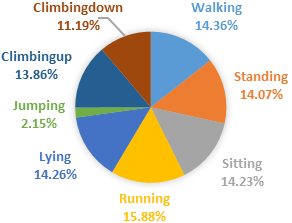 Climbingdown
11.19%
Walking
14.36%
Climbingup
13.86%
Standing
14.07%
Jumping
2.15%
Lying
14.26%
Sitting
14.23%
Running
15.88%